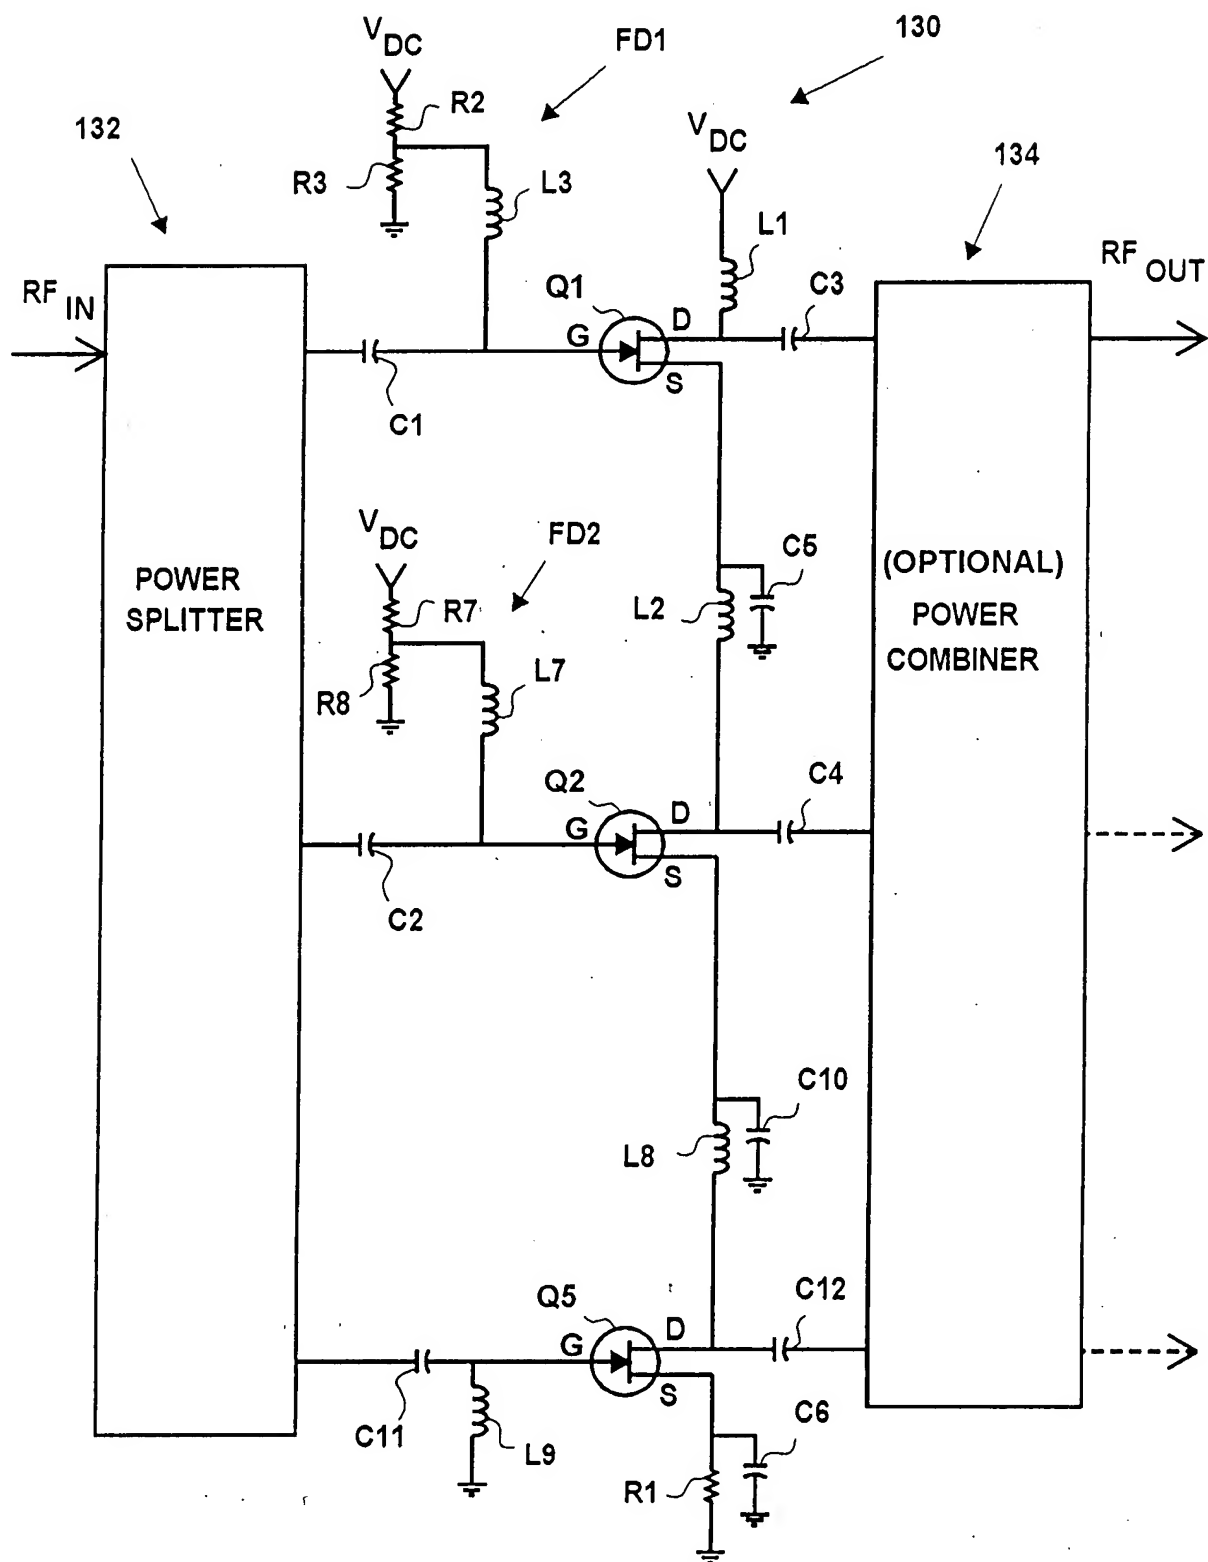 V DC
FD1
130
R2
132
V DC
134
R3
L3
L1
RF IN
Q1
D
C3
RF OUT
G
S
C1
V DC
FD2
C5
(OPTIONAL)
POWER
SPLITTER
R7
L2
POWER
COMBINER
R8
L7
Q2
D
C4
G
S
C2
C10
L8
Q5
D
C12
G
S
C11
L9
C6
R1